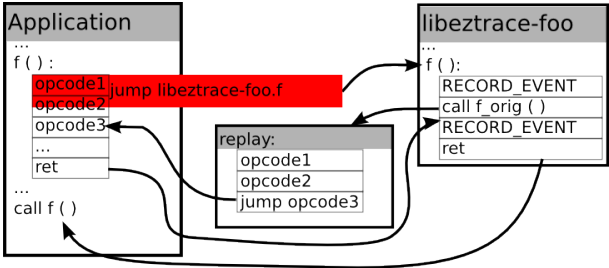 Application
...
f ( ) :
opcode1
jump libeztrace-foo.f
opcode2
opcode3
...
ret
...
call f ( )
replay:
opcode1
opcode2
jump opcode3
libeztrace-foo
...
f ( ):
RECORD_EVENT
call f_orig ( )
RECORD_EVENT
ret